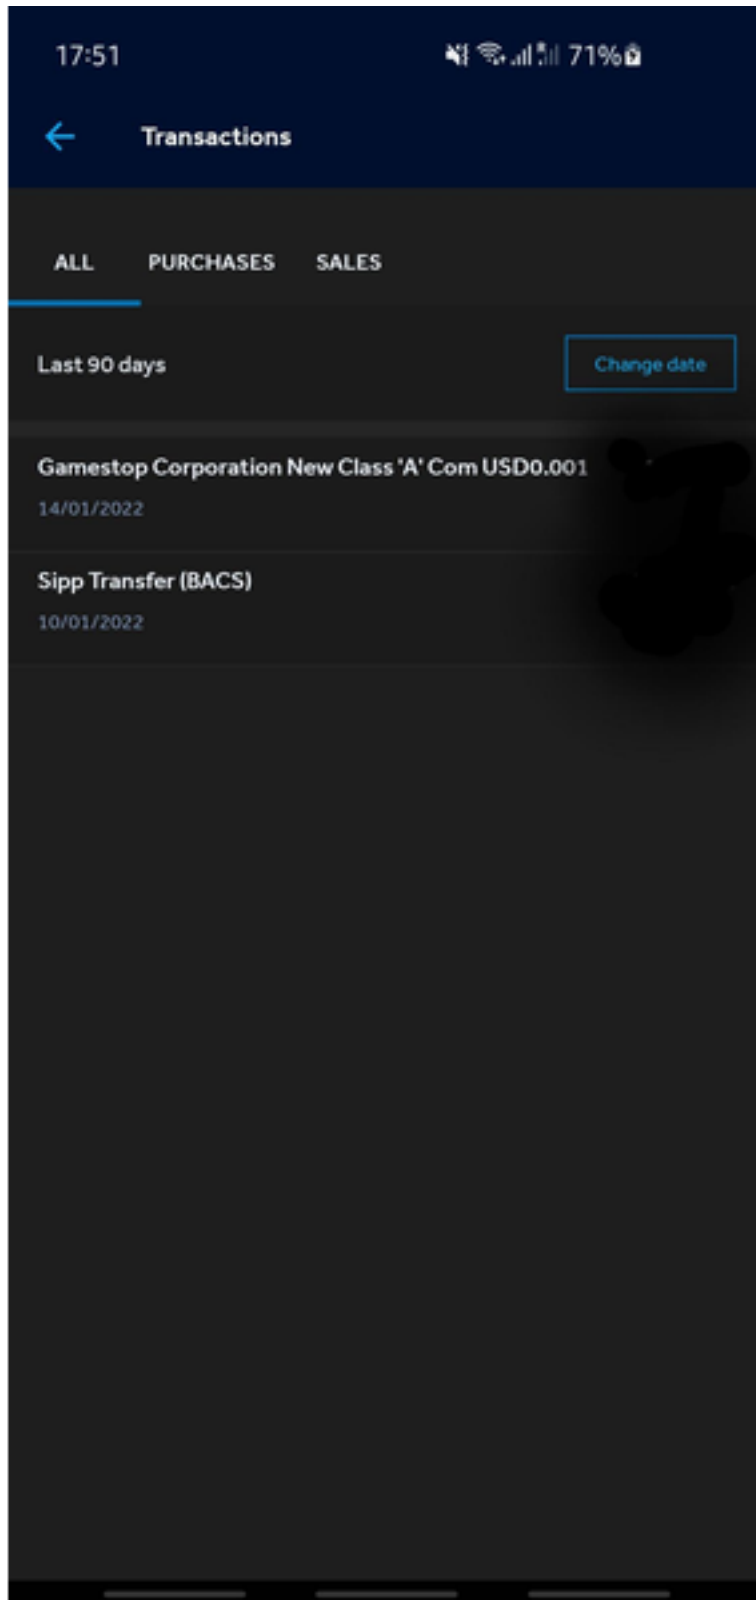 17:51 71%
Transactions
ALL PURCHASES SALES
Last 90 days Change date
Gamestop Corporation New Class 'A' Com USD0.001
14/01/2022
Sipp Transfer (BACS)
10/01/2022